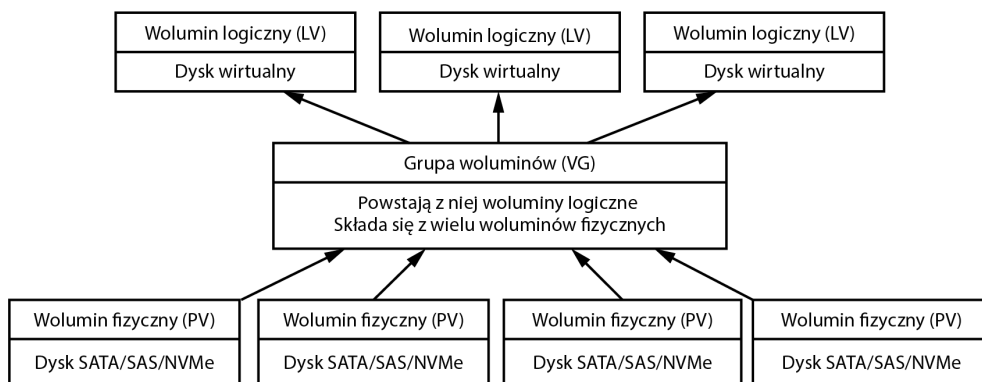 Wolumin logiczny (LV)
Dysk wirtualny
Wolumin logiczny (LV)
Dysk wirtualny
Wolumin logiczny (LV)
Dysk wirtualny
Grupa woluminów (VG)
Powstają z niej woluminy logiczne
Składa się z wielu woluminów fizycznych
Wolumin fizyczny (PV)
Dysk SATA/SAS/NVMe
Wolumin fizyczny (PV)
Dysk SATA/SAS/NVMe
Wolumin fizyczny (PV)
Dysk SATA/SAS/NVMe
Wolumin fizyczny (PV)
Dysk SATA/SAS/NVMe